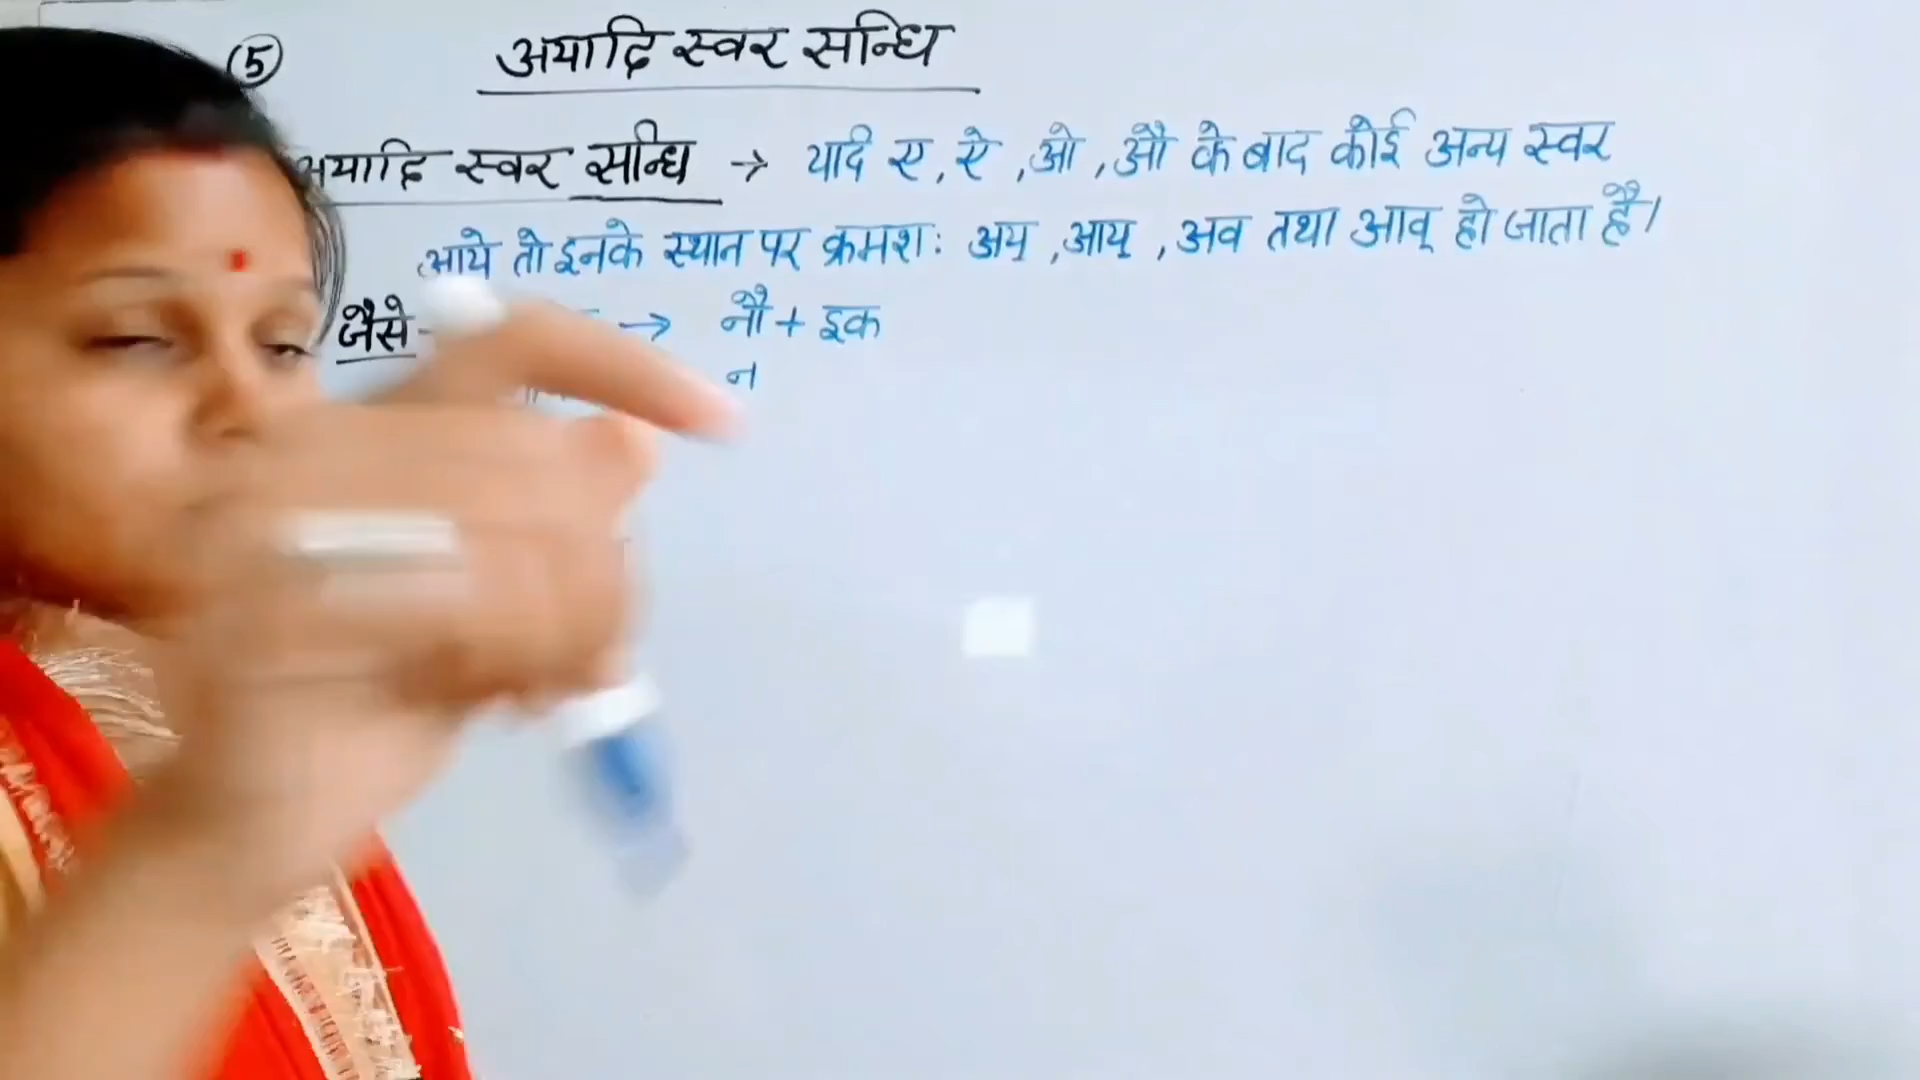 (5) अयादि स्वर सन्धि
अयादि स्वर सन्धि → यदि ए, ऐ, ओ, औ के बाद कोई अन्य स्वर
आये तो इनके स्थान पर क्रमश: अय्, आय्, अव तथा आव् हो जाता है।
जैसे- → नौ + इक
न